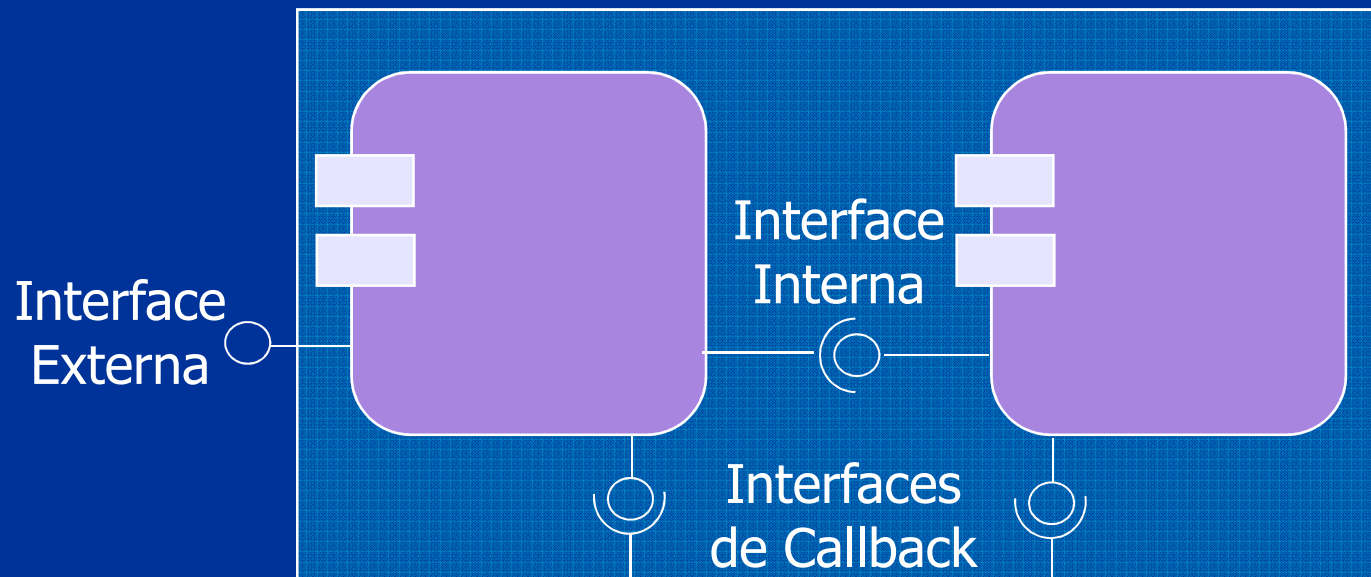 Interface
Externa
Interface
Interna
Interfaces
de Callback